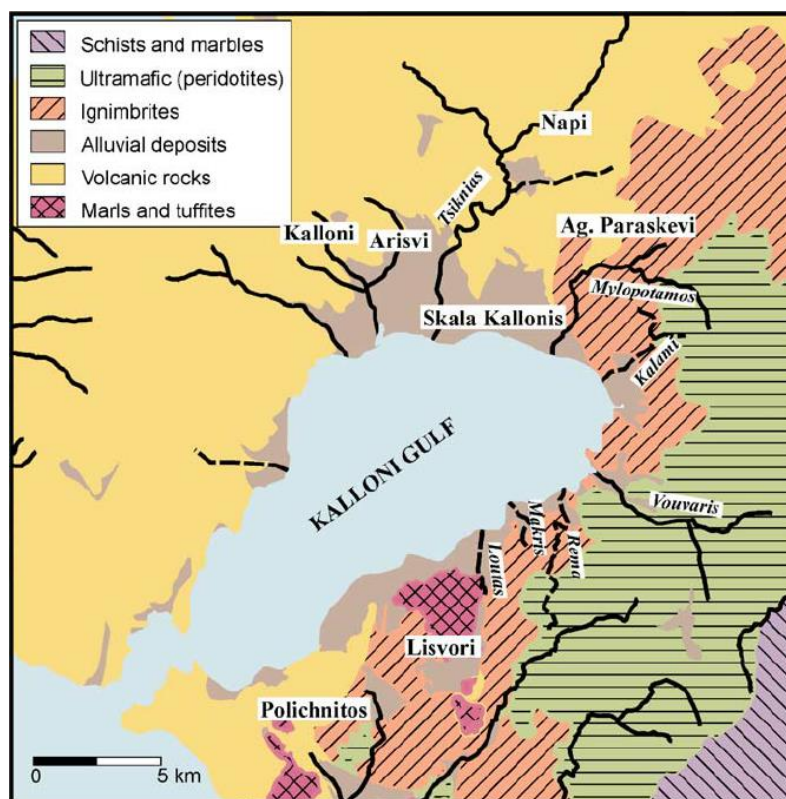 Schists and marbles
Ultramafic (peridotites)
Ignimbrites
Alluvial deposits
Volcanic rocks
Marls and tuffites
Napi
Tsiknias
Kalloni
Arisvi
Ag. Paraskevi
Mylopotamos
Skala Kallonis
Kalami
KALLONI GULF
Vouvaris
Makris
Rema
Loutas
Lisvori
Polichnitos
0
5 km